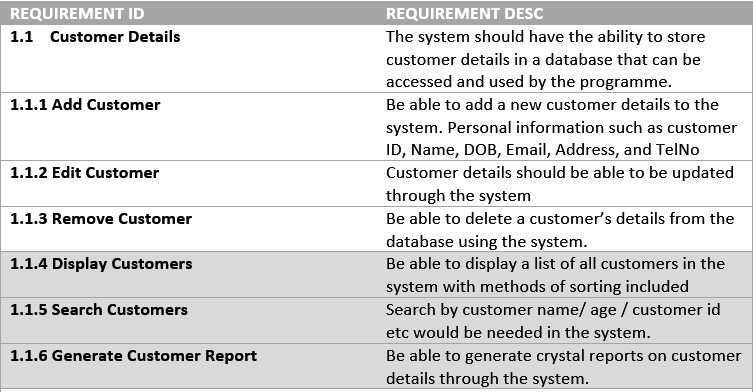 REQUIREMENT ID REQUIREMENT DESC
1.1 Customer Details The system should have the ability to store
customer details in a database that can be
accessed and used by the programme.
1.1.1 Add Customer Be able to add a new customer details to the
system. Personal information such as customer
ID, Name, DOB, Email, Address, and TelNo
1.1.2 Edit Customer Customer details should be able to be updated
through the system
1.1.3 Remove Customer Be able to delete a customer’s details from the
database using the system.
1.1.4 Display Customers Be able to display a list of all customers in the
system with methods of sorting included
1.1.5 Search Customers Search by customer name/ age / customer id
etc would be needed in the system.
1.1.6 Generate Customer Report Be able to generate crystal reports on customer
details through the system.